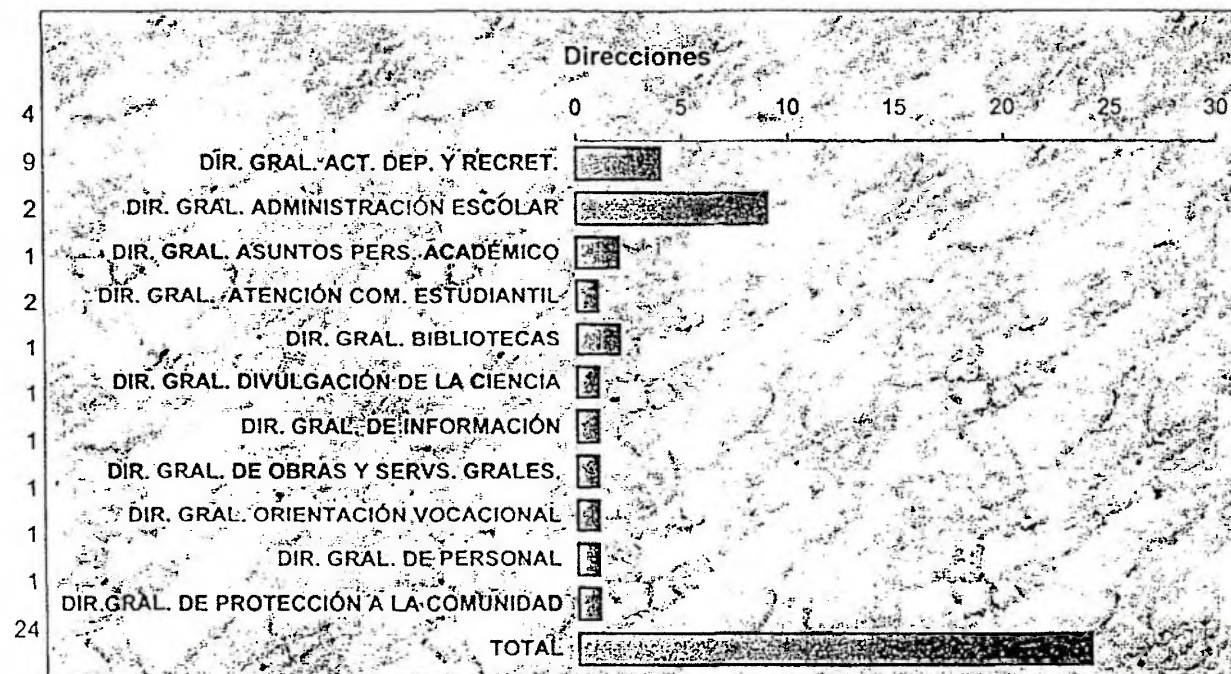 Direcciones
0 5 10 15 20 25 30
4
9 DIR. GRAL. ACT. DEP. Y RECRET.
2 DIR. GRAL. ADMINISTRACIÓN ESCOLAR
1 DIR. GRAL. ASUNTOS PERS. ACADÉMICO
2 DIR. GRAL. ATENCIÓN COM. ESTUDIANTIL
DIR. GRAL. BIBLIOTECAS
1
1 DIR. GRAL. DIVULGACIÓN DE LA CIENCIA
1 DIR. GRAL. DE INFORMACIÓN
1 DIR. GRAL. DE OBRAS Y SERVS. GRALES.
1 DIR. GRAL. ORIENTACIÓN VOCACIONAL
1 DIR. GRAL. DE PERSONAL
DIR.GRAL. DE PROTECCIÓN A LA COMUNIDAD
24
TOTAL